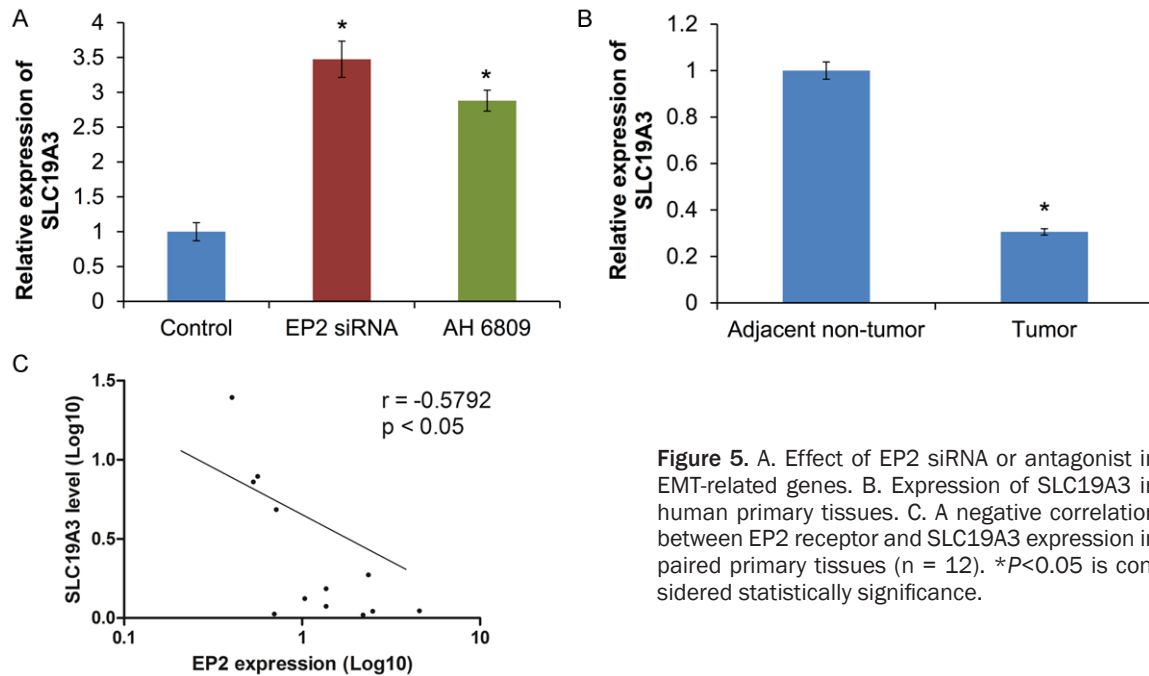 A
Relative expression of
SLC19A3
4
3.5
3
2.5
2
1.5
1
0.5
0
*
*
Control
EP2 siRNA
AH 6809
B
Relative expression of
SLC19A3
1.2
1
0.8
0.6
0.4
0.2
0
*
Adjacent non-tumor
Tumor
C
SLC19A3 level (Log10)
1.5
1.0
0.5
0.0
r = -0.5792
p < 0.05
0.1
1
10
EP2 expression (Log10)
Figure 5. A. Effect of EP2 siRNA or antagonist in
EMT-related genes. B. Expression of SLC19A3 in
human primary tissues. C. A negative correlation
between EP2 receptor and SLC19A3 expression in
paired primary tissues (n = 12). *P<0.05 is con-
sidered statistically significance.